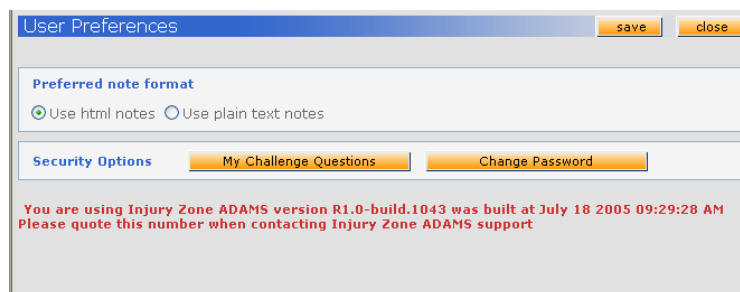 User Preferences save close
Preferred note format
Use html notes Use plain text notes
Security Options My Challenge Questions Change Password
You are using Injury Zone ADAMS version R1.0-build.1043 was built at July 18 2005 09:29:28 AM
Please quote this number when contacting Injury Zone ADAMS support